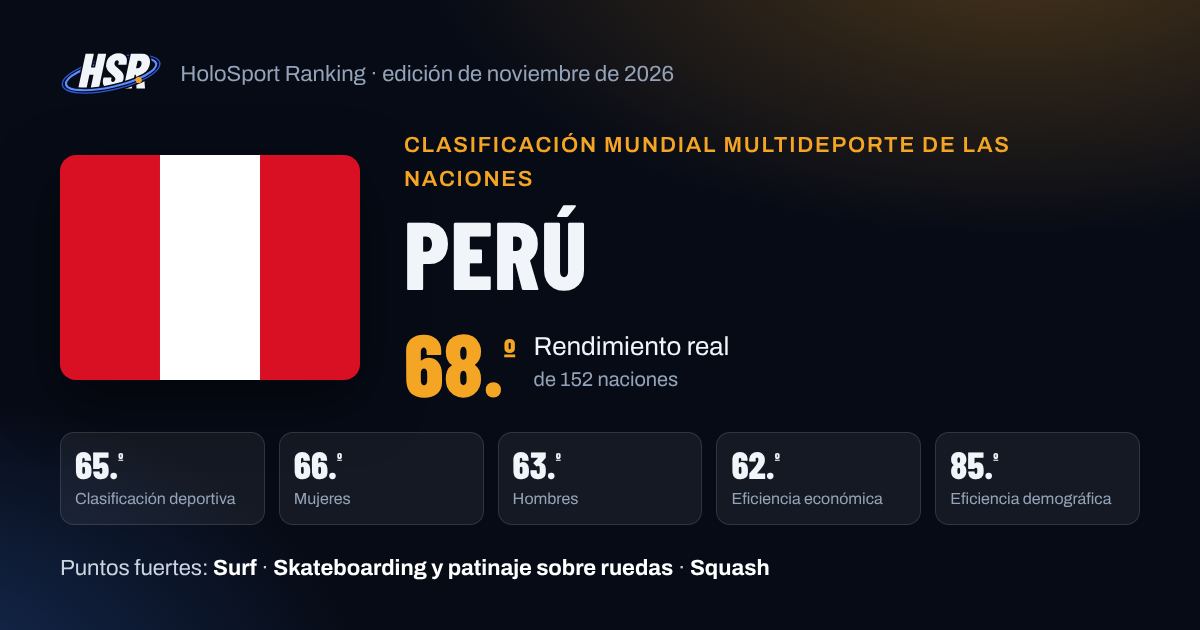 HSR
HoloSport Ranking · edición de noviembre de 2026
CLASIFICACIÓN MUNDIAL MULTIDEPORTE DE LAS
NACIONES
PERÚ
68.º
Rendimiento real
de 152 naciones
65.º
Clasificación deportiva
66.º
Mujeres
63.º
Hombres
62.º
Eficiencia económica
85.º
Eficiencia demográfica
Puntos fuertes: Surf · Skateboarding y patinaje sobre ruedas · Squash